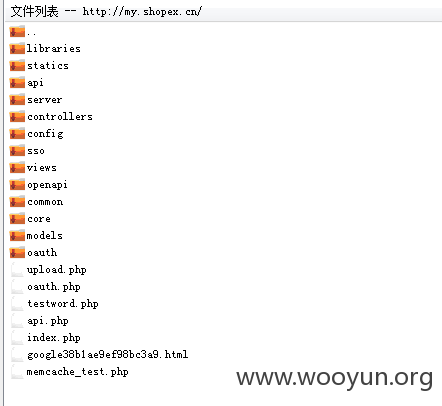 文件列表 -- http://my.shopex.cn/
..
libraries
statics
api
server
controllers
config
sso
views
openapi
common
core
models
oauth
upload.php
oauth.php
testword.php
api.php
index.php
google38b1ae9ef98bc3a9.html
memcache_test.php
www.wooyun.org